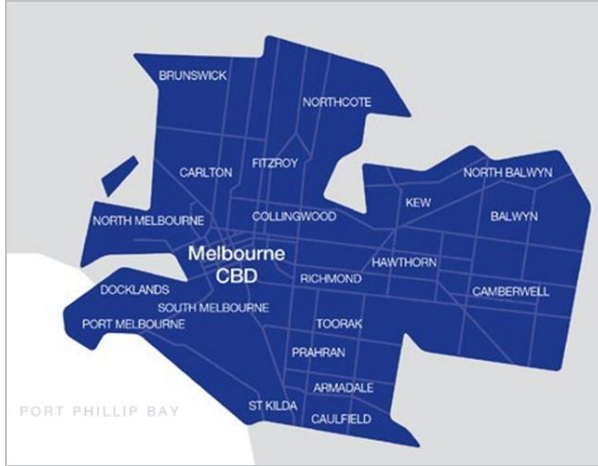 BRUNSWICK
NORTHCOTE
FITZROY
CARLTON
NORTH BALWYN
KEW
COLLINGWOOD
BALWYN
NORTH MELBOURNE
Melbourne
CBD
HAWTHORN
RICHMOND
DOCKLANDS
CAMBERWELL
SOUTH MELBOURNE
PORT MELBOURNE
TOORAK
PRAHRAN
ARMADALE
ST KILDA
PORT PHILLIP BAY
CAULFIELD